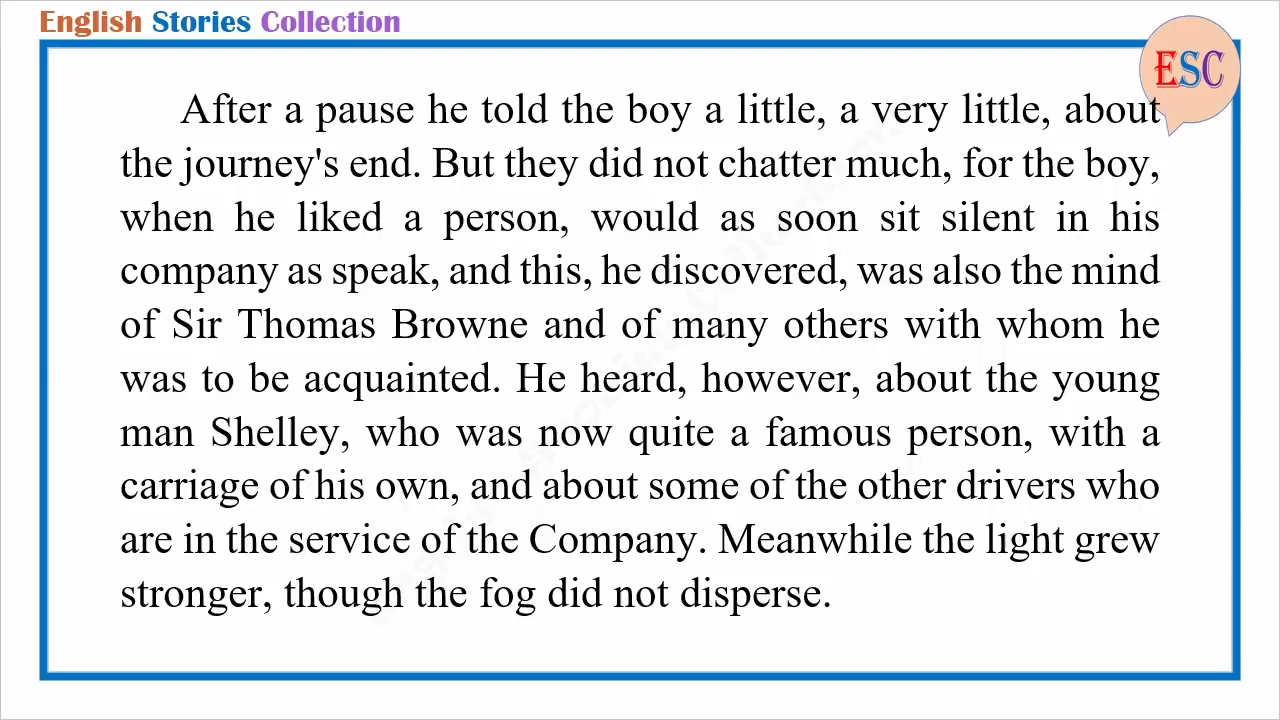 English Stories Collection
ESC
After a pause he told the boy a little, a very little, about
the journey's end. But they did not chatter much, for the boy,
when he liked a person, would as soon sit silent in his
company as speak, and this, he discovered, was also the mind
of Sir Thomas Browne and of many others with whom he
was to be acquainted. He heard, however, about the young
man Shelley, who was now quite a famous person, with a
carriage of his own, and about some of the other drivers who
are in the service of the Company. Meanwhile the light grew
stronger, though the fog did not disperse.